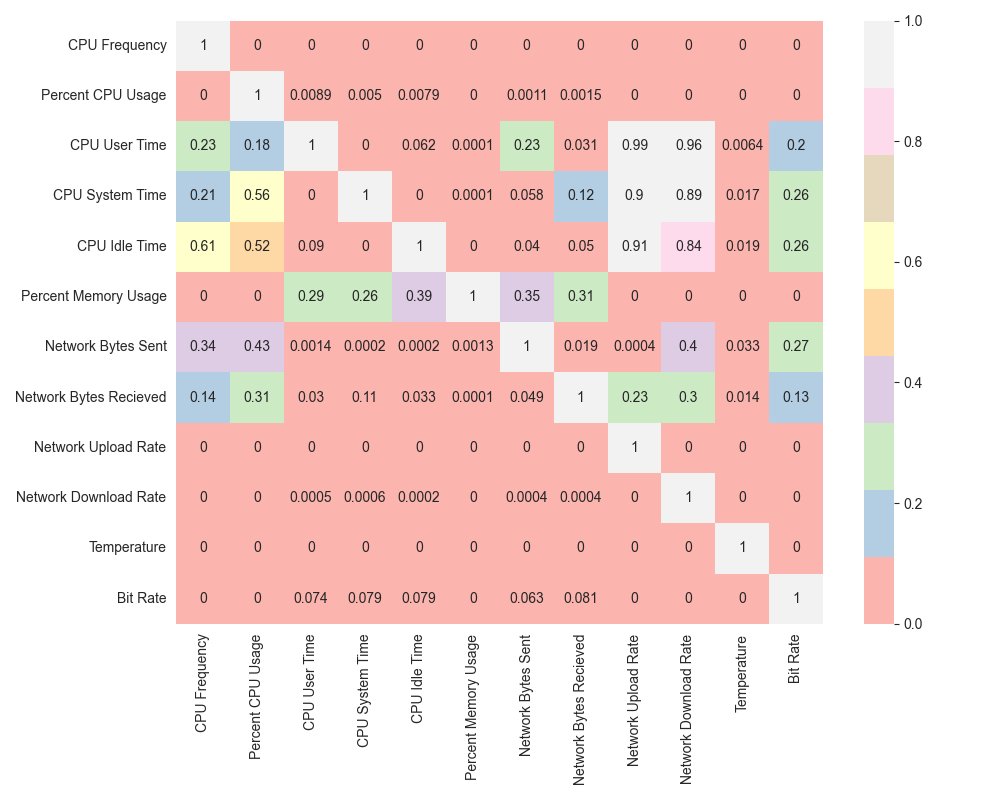 CPU Frequency 1 0 0 0 0 0 0 0 0 0 0 0
Percent CPU Usage 0 1 0.0089 0.005 0.0079 0 0.0011 0.0015 0 0 0 0
CPU User Time 0.23 0.18 1 0 0.062 0.0001 0.23 0.031 0.99 0.96 0.0064 0.2
CPU System Time 0.21 0.56 0 1 0 0.0001 0.058 0.12 0.9 0.89 0.017 0.26
CPU Idle Time 0.61 0.52 0.09 0 1 0 0.04 0.05 0.91 0.84 0.019 0.26
Percent Memory Usage 0 0 0.29 0.26 0.39 1 0.35 0.31 0 0 0 0
Network Bytes Sent 0.34 0.43 0.0014 0.0002 0.0002 0.0013 1 0.019 0.0004 0.4 0.033 0.27
Network Bytes Recieved 0.14 0.31 0.03 0.11 0.033 0.0001 0.049 1 0.23 0.3 0.014 0.13
Network Upload Rate 0 0 0 0 0 0 0 0 1 0 0 0
Network Download Rate 0 0 0.0005 0.0006 0.0002 0 0.0004 0.0004 0 1 0 0
Temperature 0 0 0 0 0 0 0 0 0 0 1 0
Bit Rate 0 0 0.074 0.079 0.079 0 0.063 0.081 0 0 0 1
CPU Frequency
Percent CPU Usage
CPU User Time
CPU System Time
CPU Idle Time
Percent Memory Usage
Network Bytes Sent
Network Bytes Recieved
Network Upload Rate
Network Download Rate
Temperature
Bit Rate
1.0
0.8
0.6
0.4
0.2
0.0